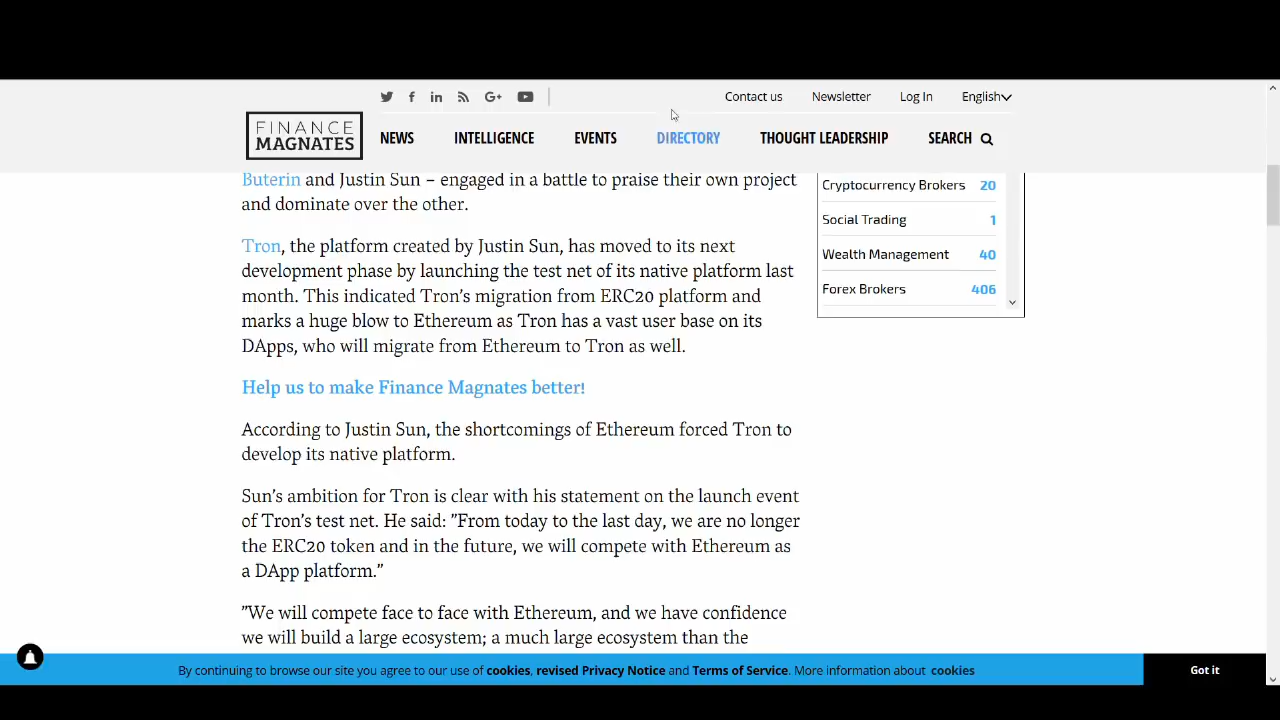 Contact us Newsletter Log In English
FINANCE
MAGNATES
NEWS INTELLIGENCE EVENTS DIRECTORY THOUGHT LEADERSHIP SEARCH
Buterin and Justin Sun – engaged in a battle to praise their own project
and dominate over the other.
Tron, the platform created by Justin Sun, has moved to its next
development phase by launching the test net of its native platform last
month. This indicated Tron's migration from ERC20 platform and
marks a huge blow to Ethereum as Tron has a vast user base on its
DApps, who will migrate from Ethereum to Tron as well.
Help us to make Finance Magnates better!
According to Justin Sun, the shortcomings of Ethereum forced Tron to
develop its native platform.
Sun's ambition for Tron is clear with his statement on the launch event
of Tron's test net. He said: "From today to the last day, we are no longer
the ERC20 token and in the future, we will compete with Ethereum as
a DApp platform."
"We will compete face to face with Ethereum, and we have confidence
we will build a large ecosystem; a much large ecosystem than the
Cryptocurrency Brokers 20
Social Trading 1
Wealth Management 40
Forex Brokers 406
By continuing to browse our site you agree to our use of cookies, revised Privacy Notice and Terms of Service. More information about cookies
Got it